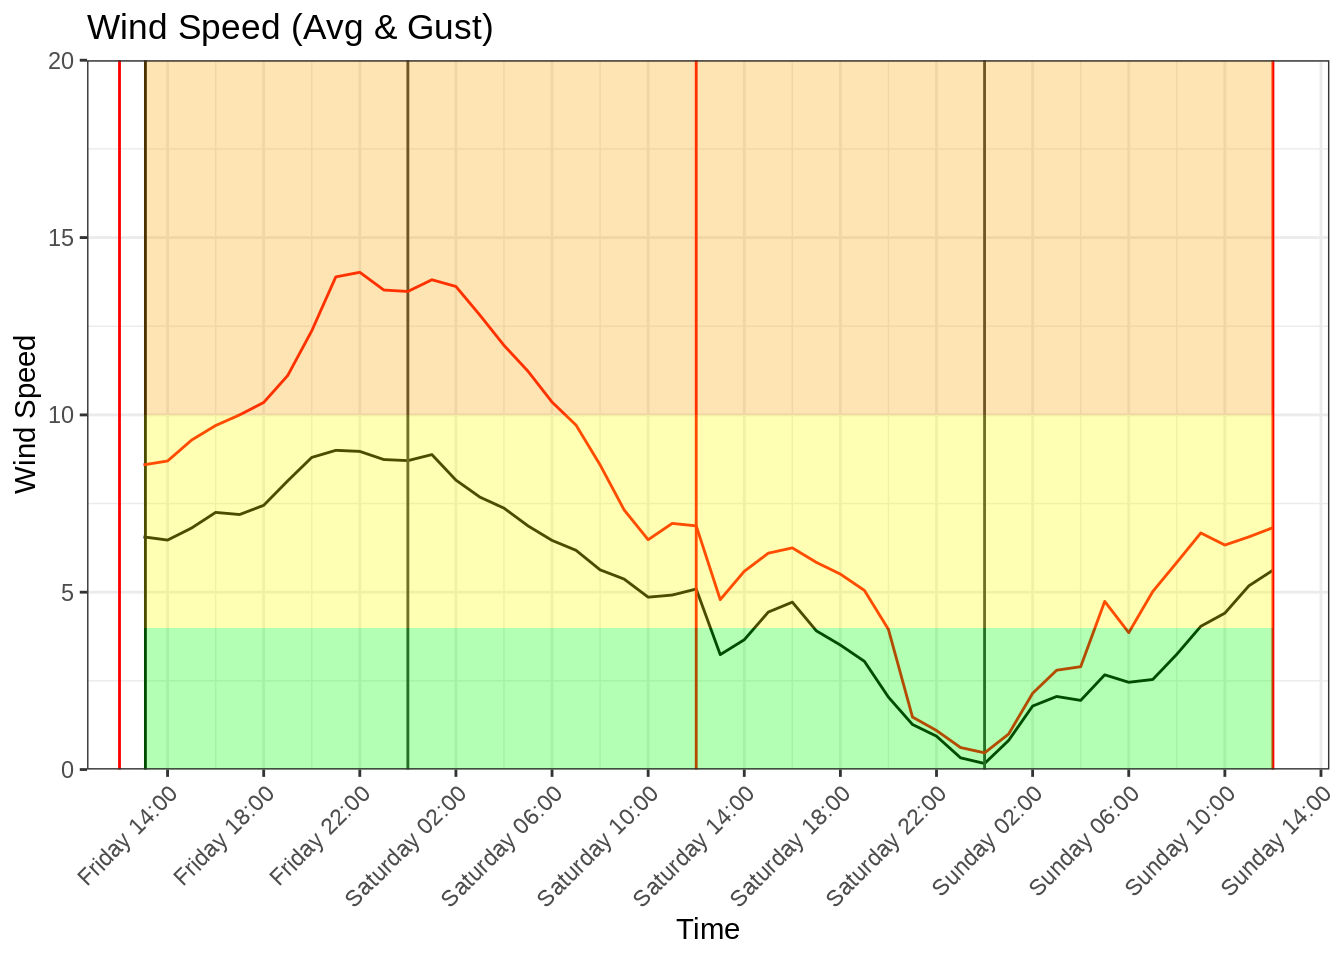 Wind Speed (Avg & Gust)
20
15
10
5
0
Wind Speed
Friday 14:00
Friday 18:00
Friday 22:00
Saturday 02:00
Saturday 06:00
Saturday 10:00
Saturday 14:00
Saturday 18:00
Saturday 22:00
Sunday 02:00
Sunday 06:00
Sunday 10:00
Sunday 14:00
Time